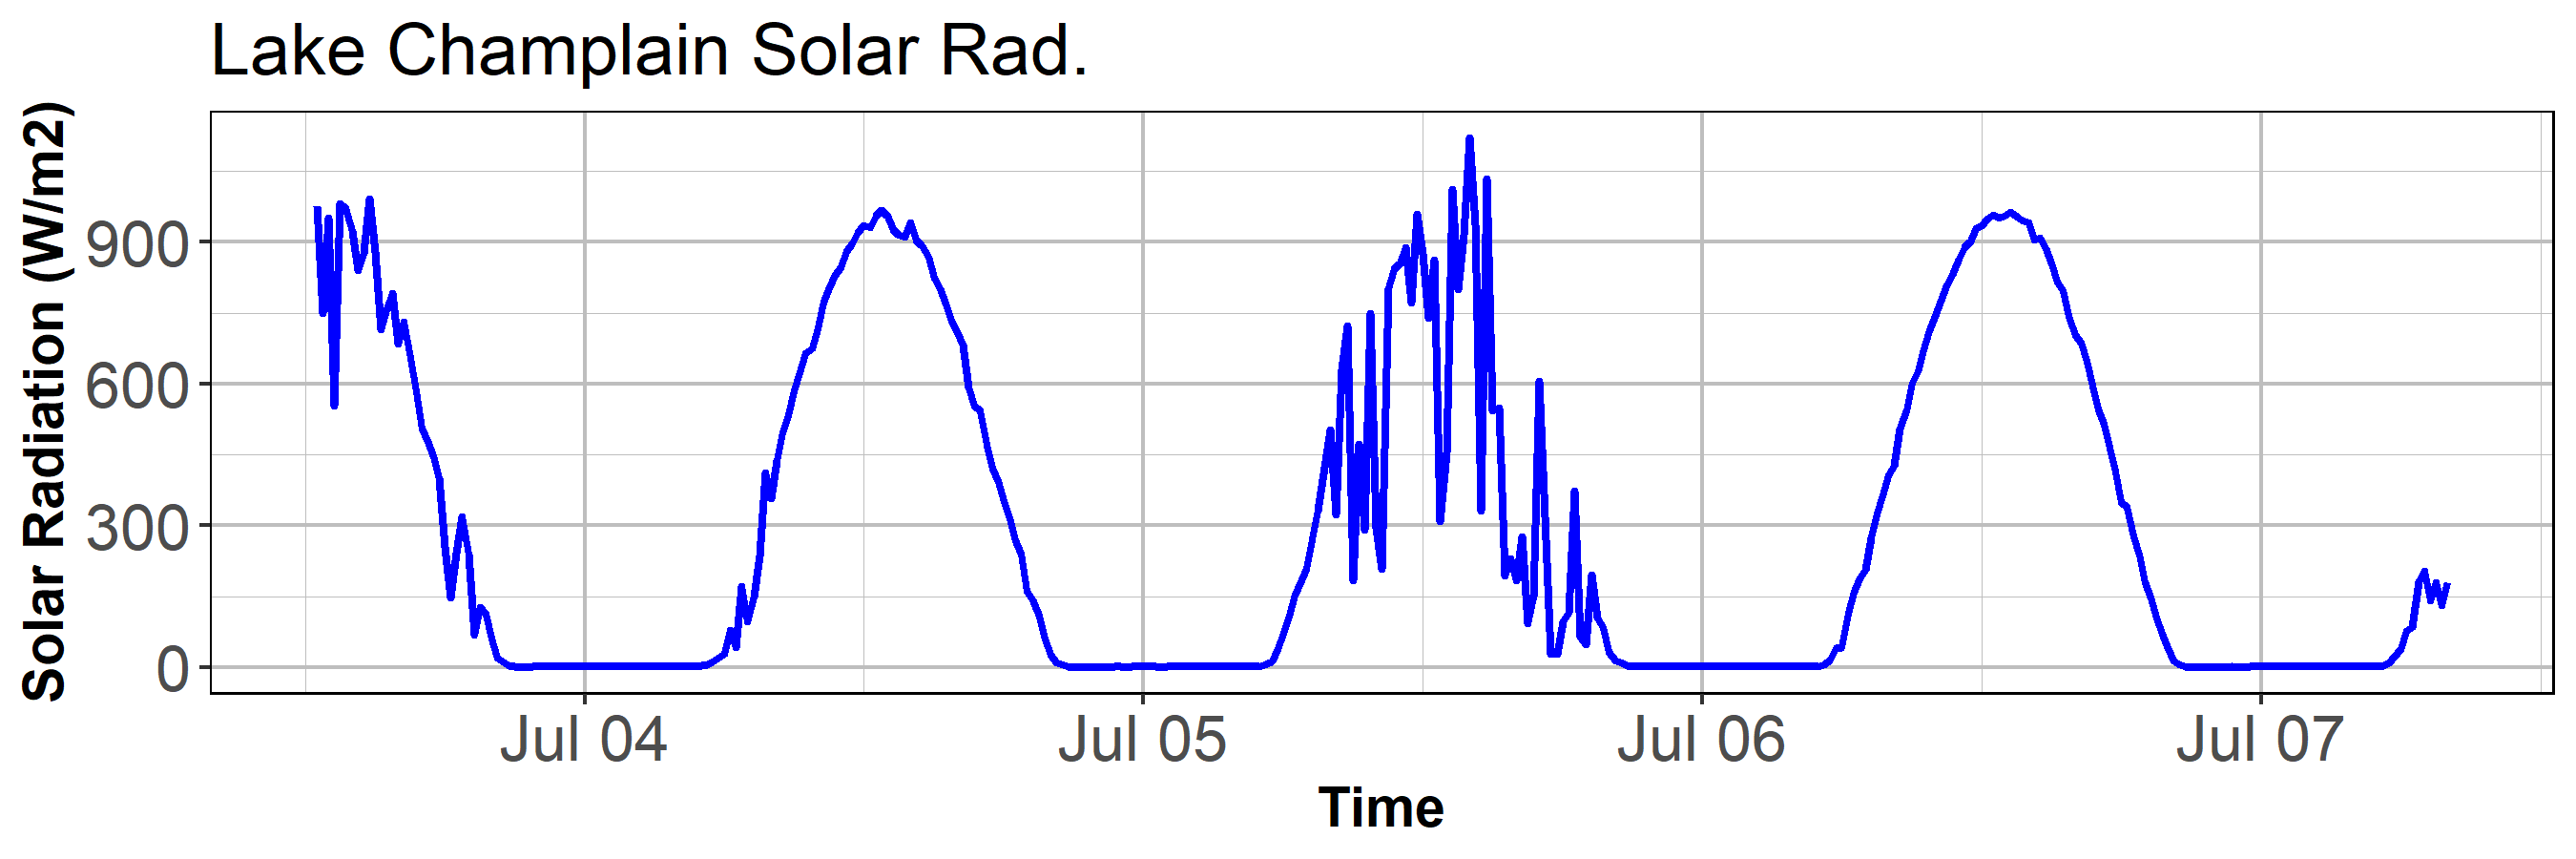 Lake Champlain Solar Rad.
Solar Radiation (W/m2)
900
600
300
0
Jul 04 Jul 05 Jul 06 Jul 07
Time